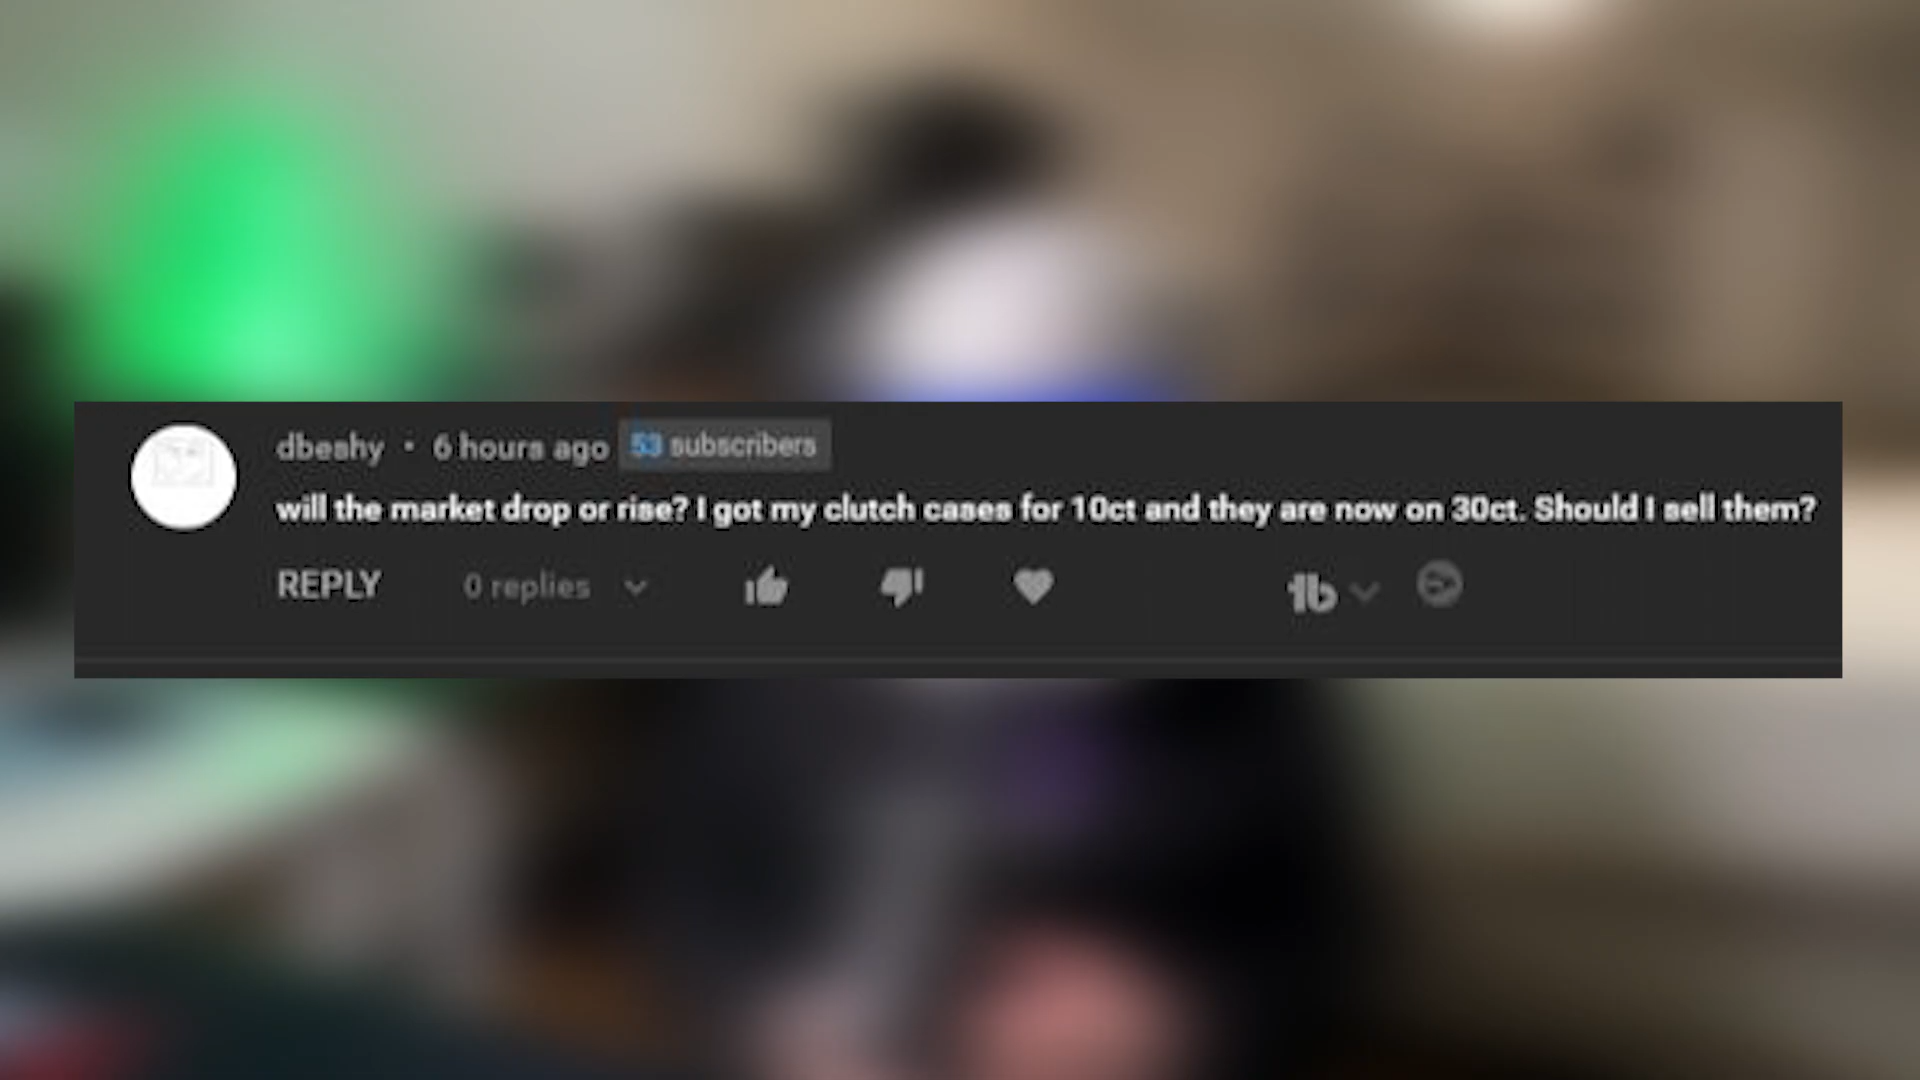 dbeahy • 6 hours ago 53 subscribers
will the market drop or rise? I got my clutch cases for 10ct and they are now on 30ct. Should I sell them?
REPLY 0 replies